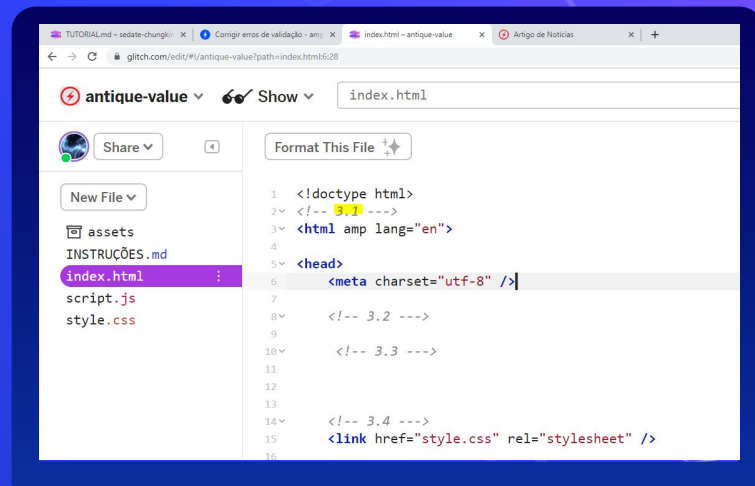 TUTORIAL.md – sedate-chungkin
Corrigir erros de validação - amp
index.html – antique-value
Artigo de Notícias
glitch.com/edit/#!/antique-value?path=index.html:6:28
antique-value
Show
index.html
Share
Format This File
New File
assets
INSTRUÇÕES.md
index.html
script.js
style.css
1 <!doctype html>
2 <!-- 3.1 --->
3 <html amp lang="en">
4
5 <head>
6 <meta charset="utf-8" />
7
8 <!-- 3.2 --->
9
10 <!-- 3.3 --->
11
12
13
14 <!-- 3.4 --->
15 <link href="style.css" rel="stylesheet" />
16